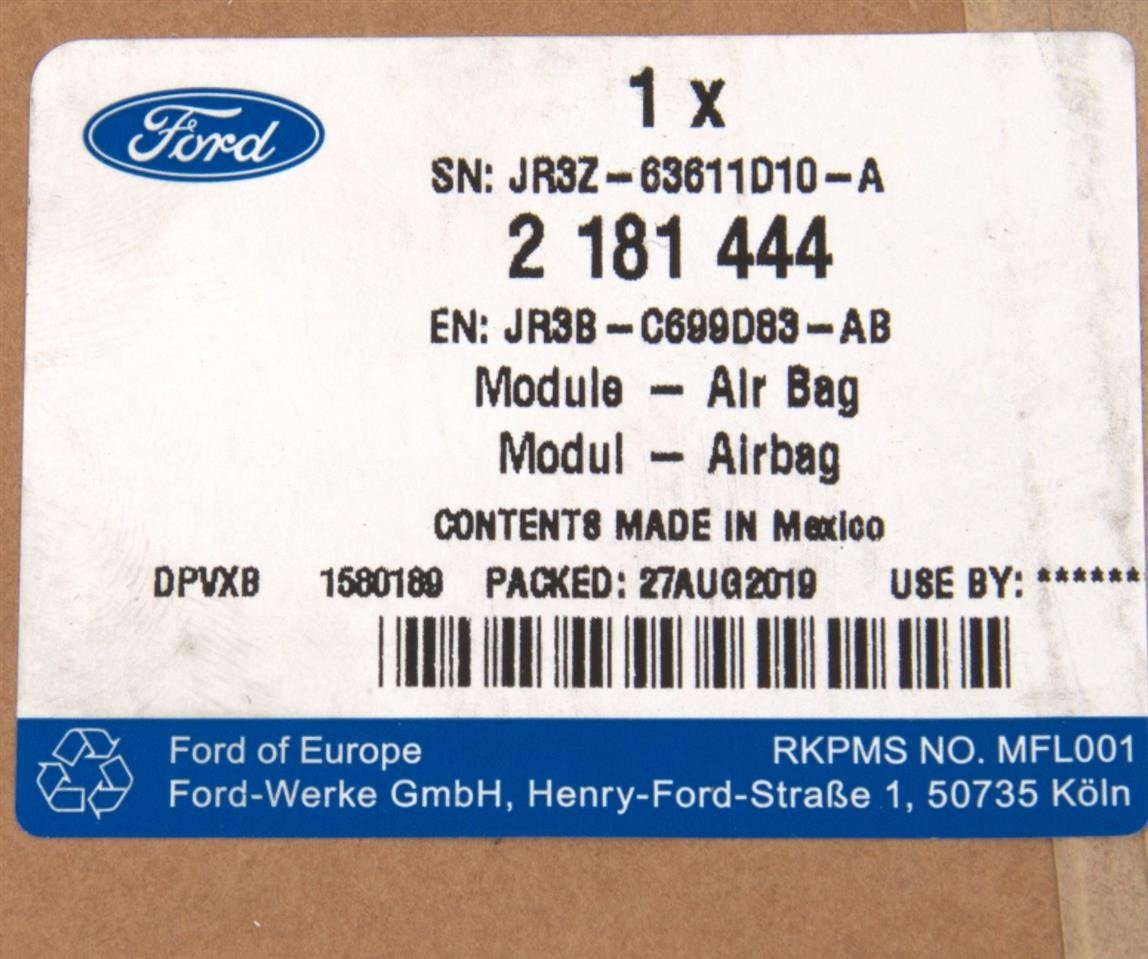 Ford
1 x
SN: JR3Z-63611D10-A
2 181 444
EN: JR3B-C699D83-AB
Module - Air Bag
Modul - Airbag
CONTENTS MADE IN Mexico
DPVXB 1580189 PACKED: 27AUG2019 USE BY: ******
Ford of Europe RKPMS NO. MFL001
Ford-Werke GmbH, Henry-Ford-Straße 1, 50735 Köln